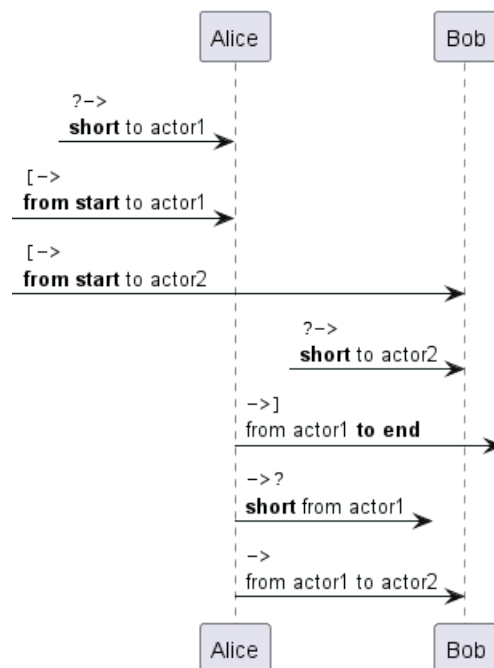 Alice Bob
?->
short to actor1
[->
from start to actor1
[->
from start to actor2
?->
short to actor2
->]
from actor1 to end
->?
short from actor1
->
from actor1 to actor2
Alice Bob